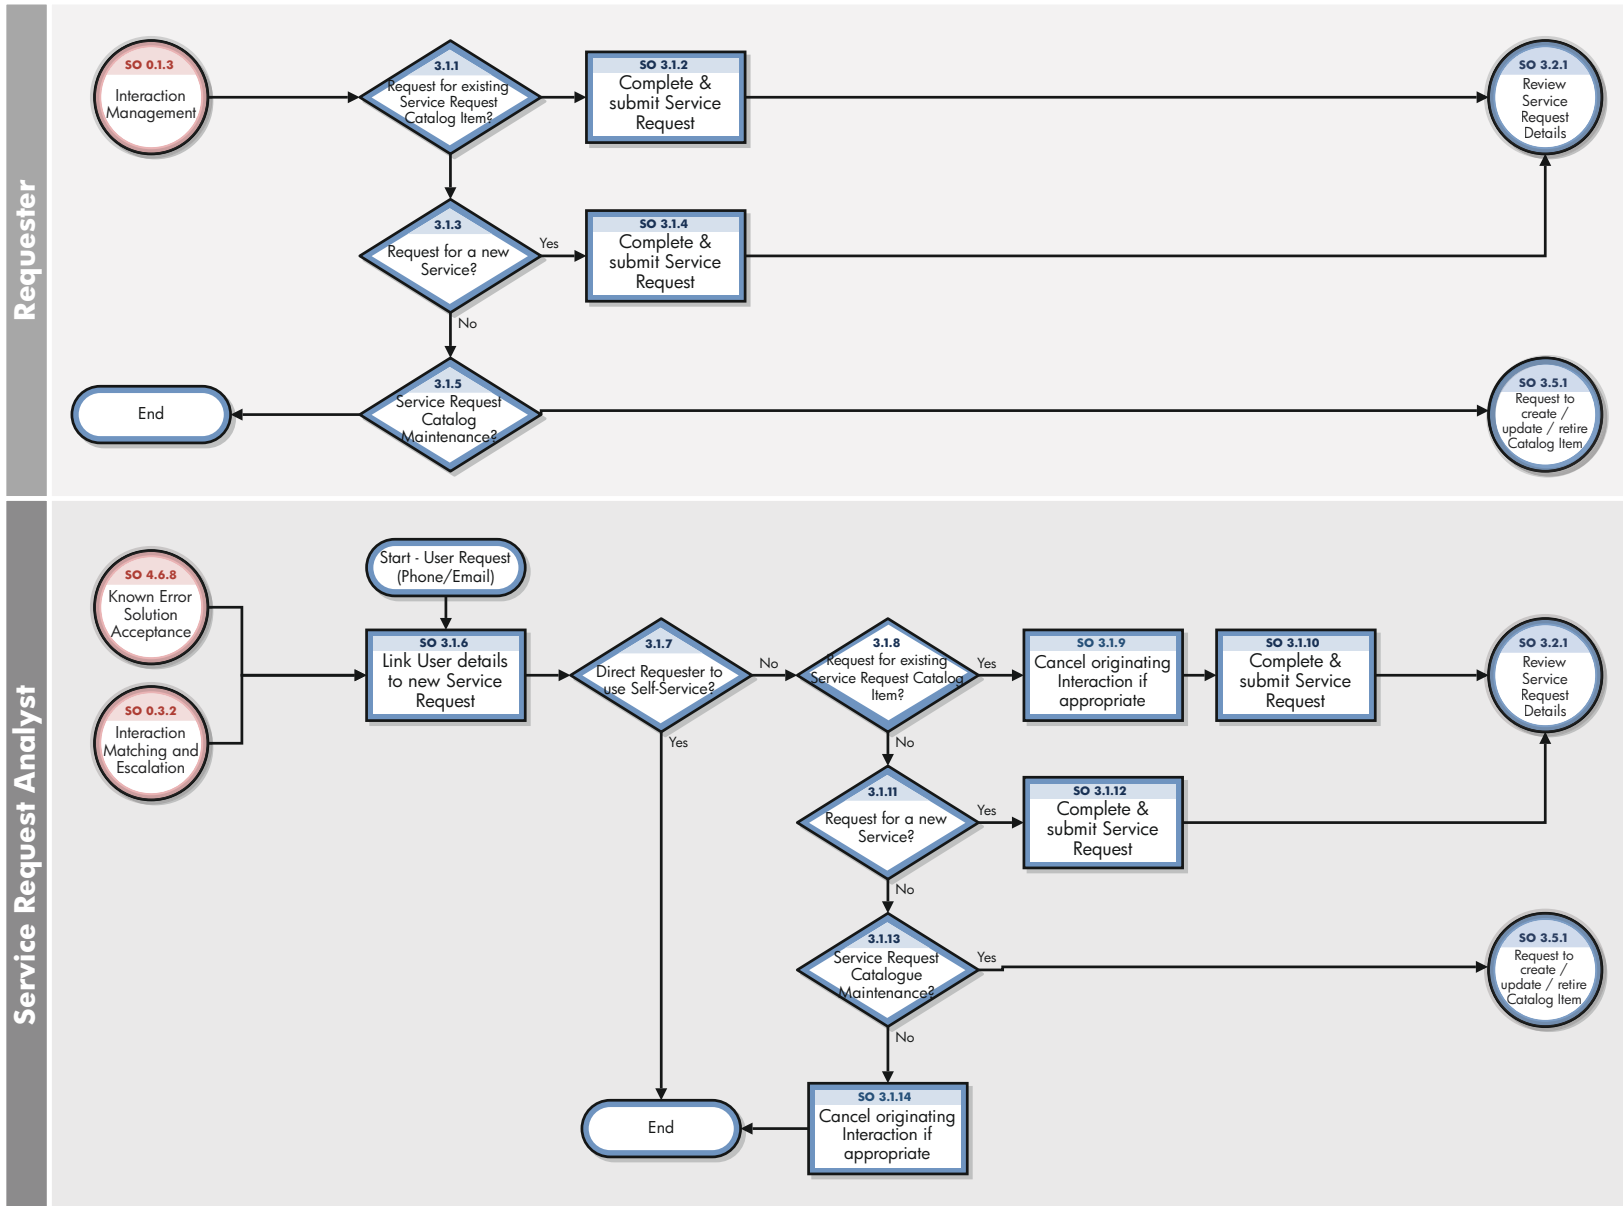 Requester
SO 0.1.3
Interaction
Management
3.1.1
Request for existing
Service Request
Catalog Item?
SO 3.1.2
Complete &
submit Service
Request
SO 3.2.1
Review
Service
Request
Details
3.1.3
Request for a new
Service?
Yes
SO 3.1.4
Complete &
submit Service
Request
No
End
3.1.5
Service Request
Catalog
Maintenance?
SO 3.5.1
Request to
create /
update / retire
Catalog Item
Service Request Analyst
SO 4.6.8
Known Error
Solution
Acceptance
SO 0.3.2
Interaction
Matching and
Escalation
Start - User Request
(Phone/Email)
SO 3.1.6
Link User details
to new Service
Request
3.1.7
Direct Requester to
use Self-Service?
No
Yes
3.1.8
Request for existing
Service Request Catalog
Item?
Yes
No
SO 3.1.9
Cancel originating
Interaction if
appropriate
SO 3.1.10
Complete &
submit Service
Request
SO 3.2.1
Review
Service
Request
Details
3.1.11
Request for a new
Service?
Yes
No
SO 3.1.12
Complete &
submit Service
Request
3.1.13
Service Request
Catalogue
Maintenance?
Yes
No
SO 3.5.1
Request to
create /
update / retire
Catalog Item
End
SO 3.1.14
Cancel originating
Interaction if
appropriate